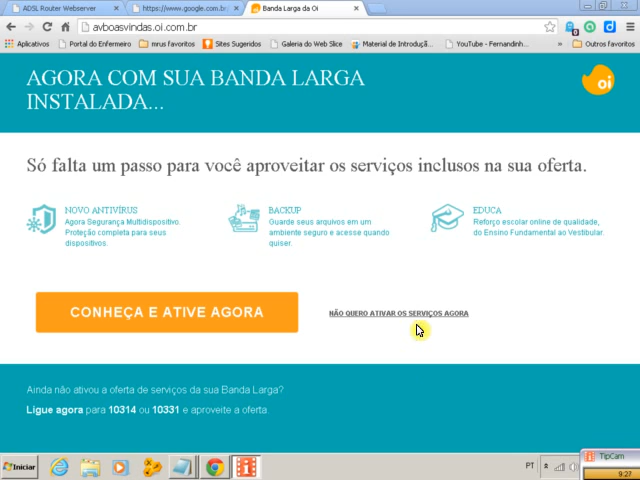 ADSL Router Webserver
https://www.google.com.br
Banda Larga da Oi
avboasvindas.oi.com.br
Aplicativos
Portal do Enfermeiro
mrus favoritos
Sites Sugeridos
Galeria do Web Slice
Material de Introduçã...
YouTube - Fernandinh...
»
Outros favoritos
AGORA COM SUA BANDA LARGA
INSTALADA...
oi
Só falta um passo para você aproveitar os serviços inclusos na sua oferta.
NOVO ANTIVÍRUS
Agora Segurança Multidispositivo.
Proteção completa para seus
dispositivos.
BACKUP
Guarde seus arquivos em um
ambiente seguro e acesse quando
quiser.
EDUCA
Reforço escolar online de qualidade,
do Ensino Fundamental ao Vestibular.
CONHEÇA E ATIVE AGORA
NÃO QUERO ATIVAR OS SERVIÇOS AGORA
Ainda não ativou a oferta de serviços da sua Banda Larga?
Ligue agora para 10314 ou 10331 e aproveite a oferta.
Iniciar
PT
TipCam
9:27